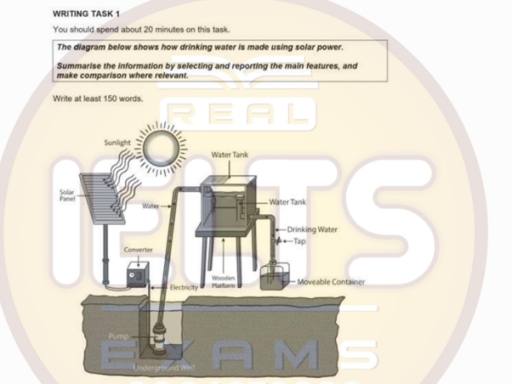 WRITING TASK 1
You should spend about 20 minutes on this task.
The diagram below shows how drinking water is made using solar power.
Summarise the information by selecting and reporting the main features, and
make comparison where relevant.
Write at least 150 words.
REAL
IELTS
EXAMS
Sunlight
Water Tank
Solar
Panel
Water
Water Tank
Drinking Water
Tap
Converter
Wooden
Platform
Moveable Container
Electricity
Pump
Underground Well